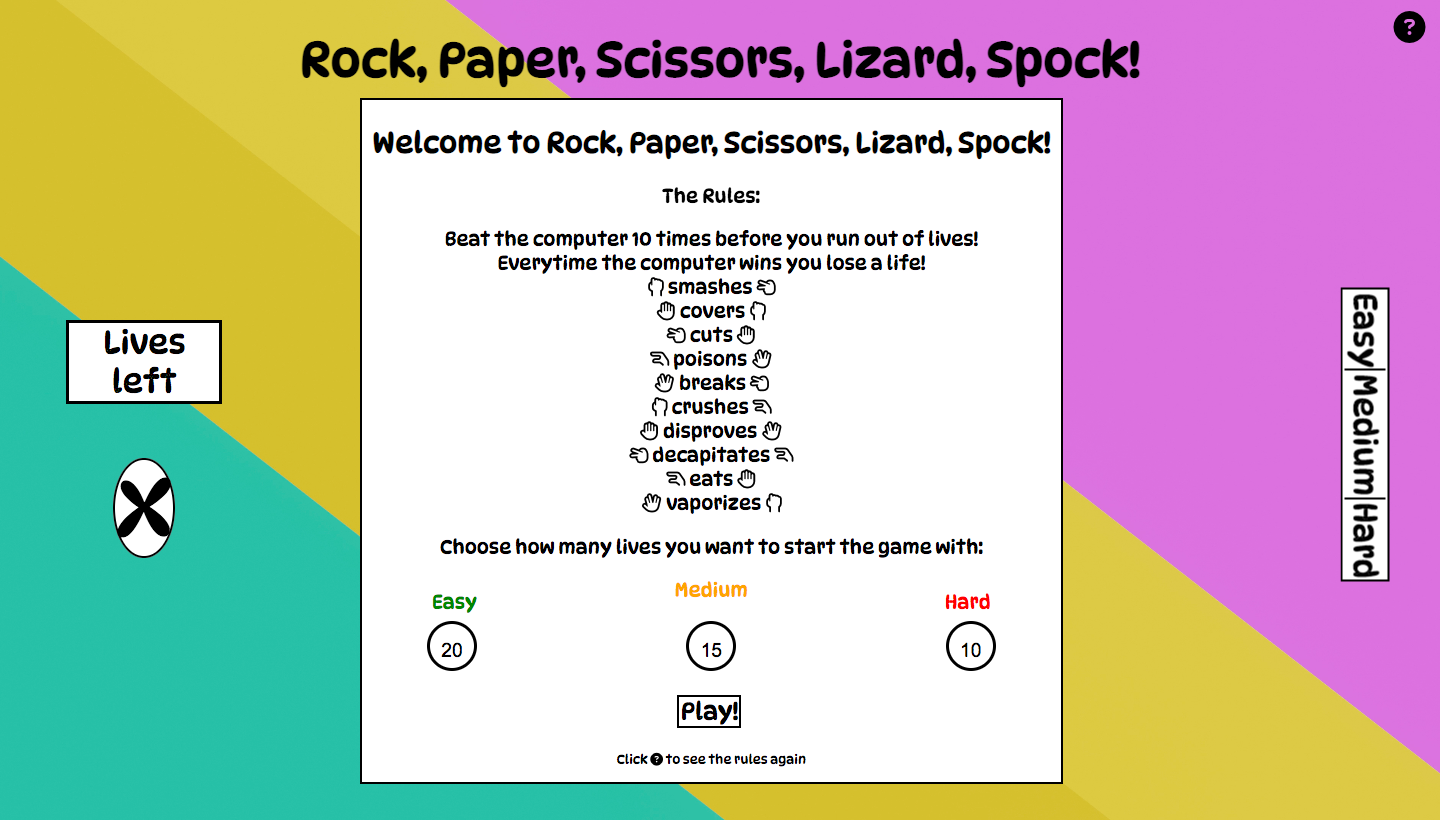 ?
Rock, Paper, Scissors, Lizard, Spock!
Welcome to Rock, Paper, Scissors, Lizard, Spock!
The Rules:
Beat the computer 10 times before you run out of lives!
Everytime the computer wins you lose a life!
smashes
covers
cuts
poisons
breaks
crushes
disproves
decapitates
eats
vaporizes
Choose how many lives you want to start the game with:
Easy
Medium
Hard
20
15
10
Play!
Click ? to see the rules again
Lives
left
X
Easy|Medium|Hard